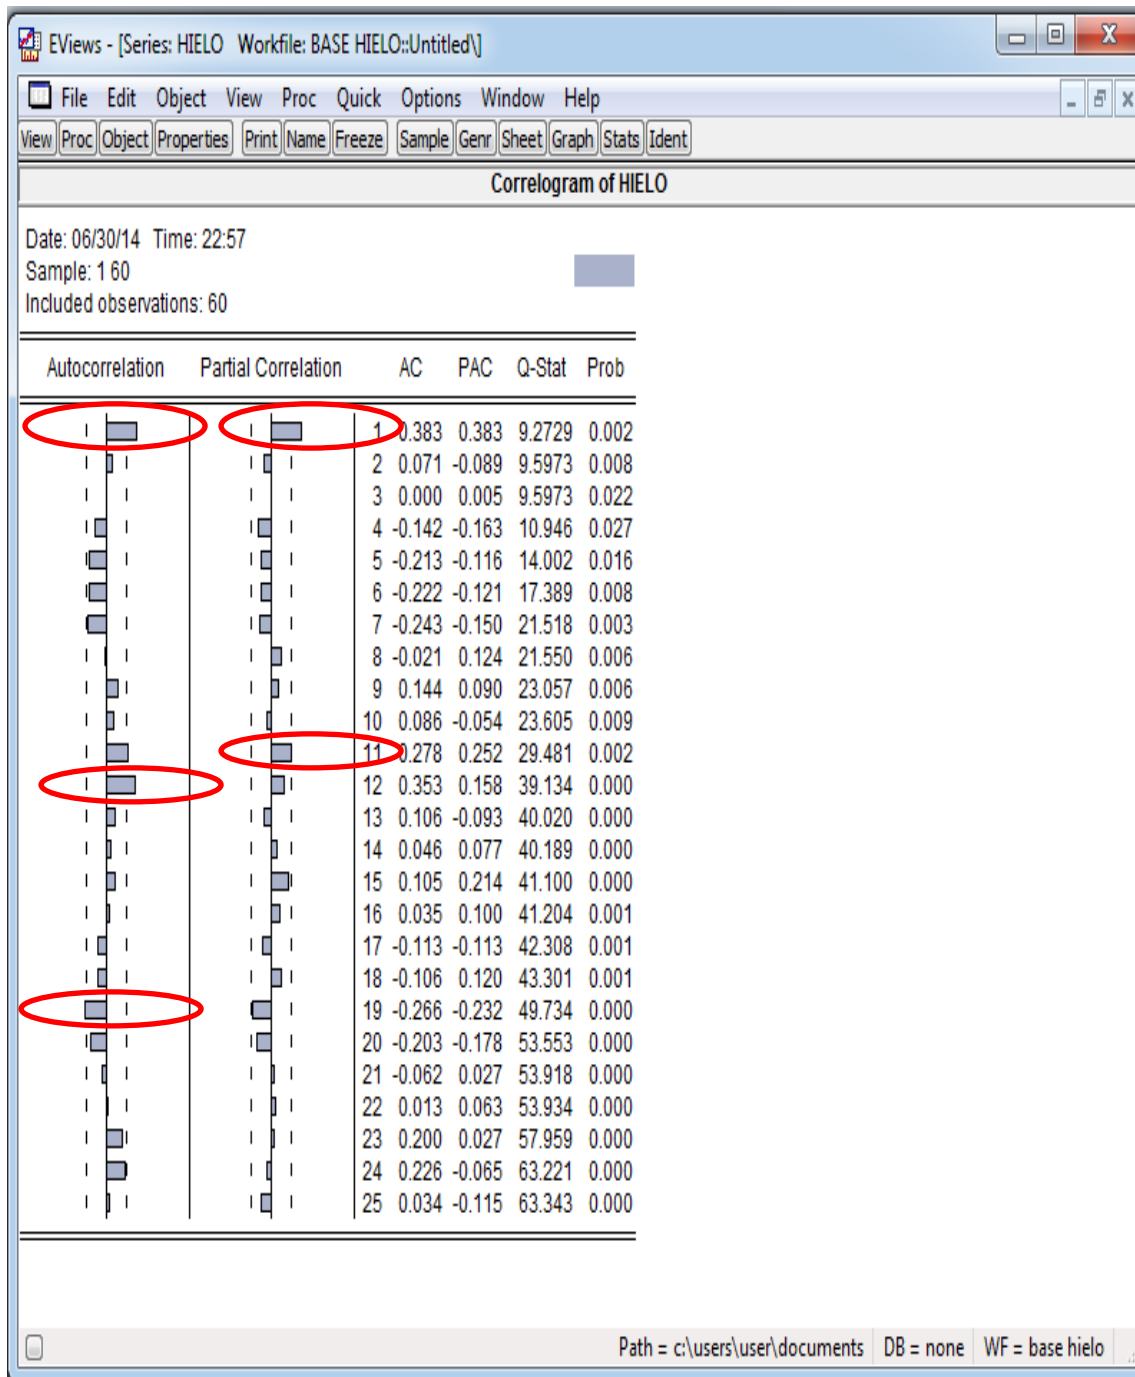 EViews - [Series: HIELO Workfile: BASE HIELO::Untitled\]
File Edit Object View Proc Quick Options Window Help
View Proc Object Properties Print Name Freeze Sample Genr Sheet Graph Stats Ident
Correlogram of HIELO
Date: 06/30/14 Time: 22:57
Sample: 1 60
Included observations: 60
Autocorrelation Partial Correlation AC PAC Q-Stat Prob
1 0.383 0.383 9.2729 0.002
2 0.071 -0.089 9.5973 0.008
3 0.000 0.005 9.5973 0.022
4 -0.142 -0.163 10.946 0.027
5 -0.213 -0.116 14.002 0.016
6 -0.222 -0.121 17.389 0.008
7 -0.243 -0.150 21.518 0.003
8 -0.021 0.124 21.550 0.006
9 0.144 0.090 23.057 0.006
10 0.086 -0.054 23.605 0.009
11 0.278 0.252 29.481 0.002
12 0.353 0.158 39.134 0.000
13 0.106 -0.093 40.020 0.000
14 0.046 0.077 40.189 0.000
15 0.105 0.214 41.100 0.000
16 0.035 0.100 41.204 0.001
17 -0.113 -0.113 42.308 0.001
18 -0.106 0.120 43.301 0.001
19 -0.266 -0.232 49.734 0.000
20 -0.203 -0.178 53.553 0.000
21 -0.062 0.027 53.918 0.000
22 0.013 0.063 53.934 0.000
23 0.200 0.027 57.959 0.000
24 0.226 -0.065 63.221 0.000
25 0.034 -0.115 63.343 0.000
Path = c:\users\user\documents DB = none WF = base hielo